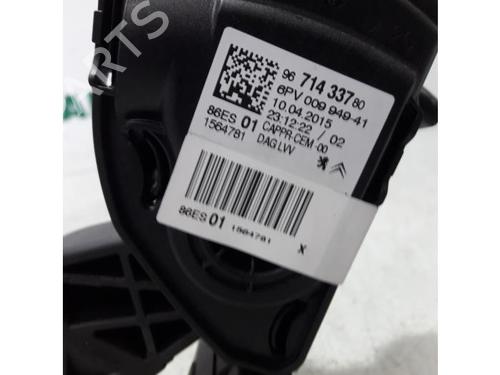 96 714 337 80
6PV 009 949-41
10.04.2015
23:12:22 / 02
86ES 01 CAPPR-CEM 00
1564781 DAG LVV
86ES 01 1564781 X
PARTS